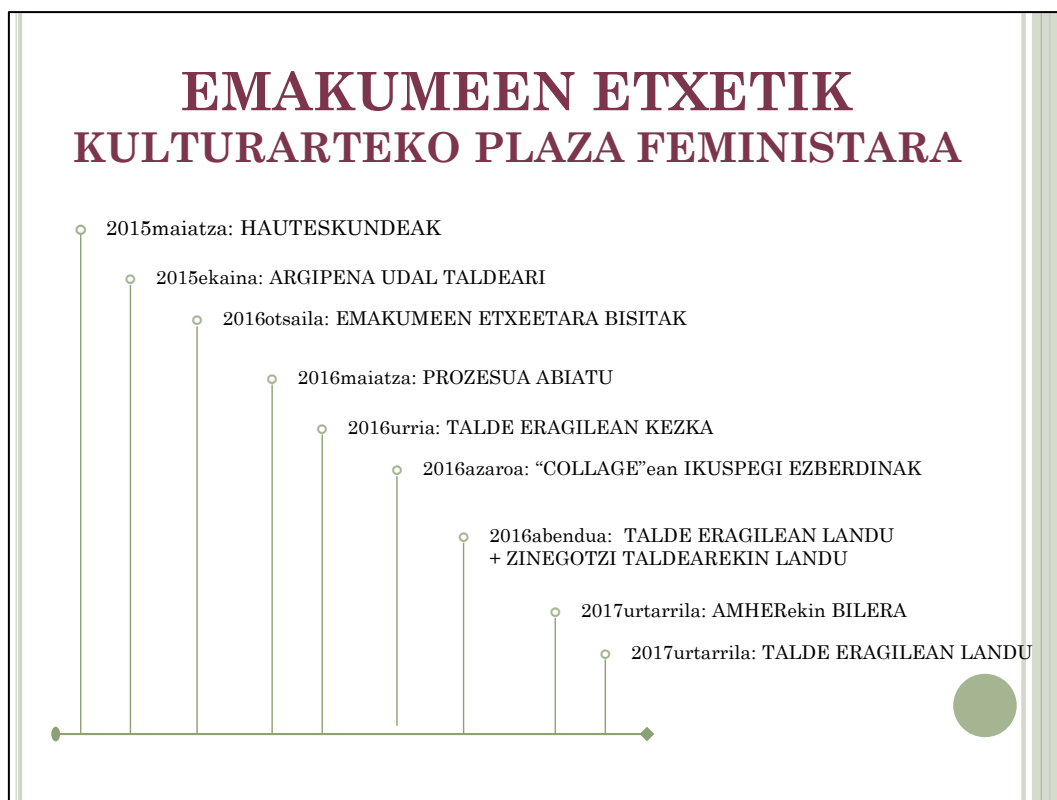 EMAKUMEEN ETXETIK
KULTURARTEKO PLAZA FEMINISTARA
2015maiatza: HAUTESKUNDEAK
2015ekaina: ARGIPENA UDAL TALDEARI
2016otsaila: EMAKUMEEN ETXEETARA BISITAK
2016maiatza: PROZESUA ABIATU
2016urria: TALDE ERAGILEAN KEZKA
2016azaroa: “COLLAGE”ean IKUSPEGI EZBERDINAK
2016abendua: TALDE ERAGILEAN LANDU
+ ZINEGOTZI TALDEAREKIN LANDU
2017urtarrila: AMHERekin BILERA
2017urtarrila: TALDE ERAGILEAN LANDU